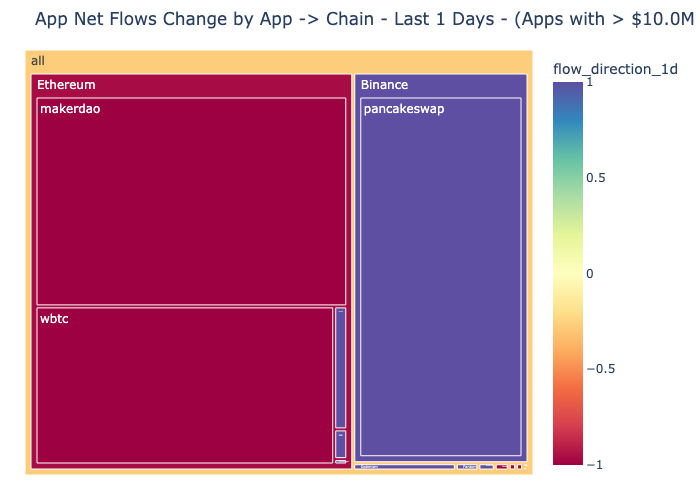 App Net Flows Change by App -> Chain - Last 1 Days - (Apps with > $10.0M
all
flow_direction_1d
Ethereum
Binance
1
makerdao
pancakeswap
0.5
0
wbtc
−0.5
−1